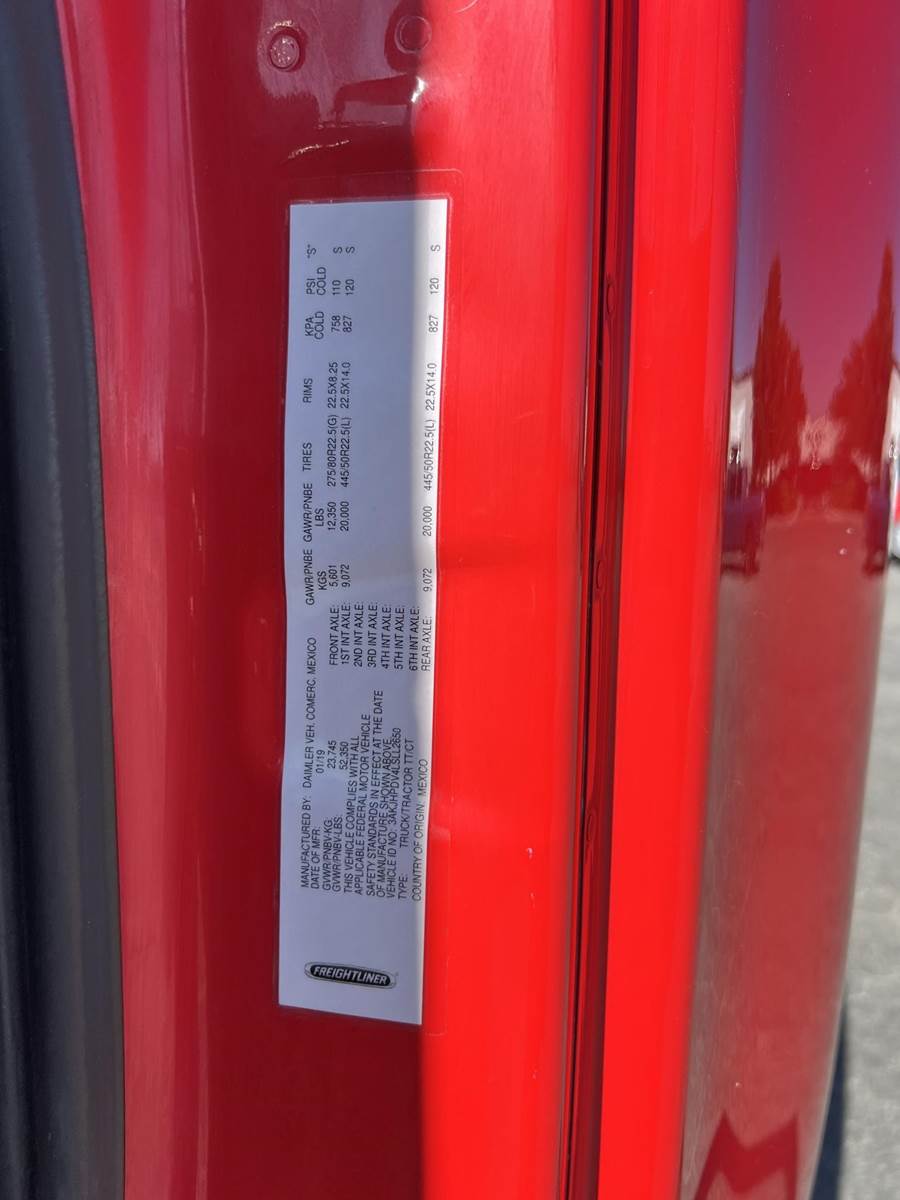 FREIGHTLINER
MANUFACTURED BY: DAIMLER VEH. COMERC. MEXICO
DATE OF MFR: 01/19
GVWR/PNBV-KG: 23,745
GVWR/PNBV-LBS: 52,350
THIS VEHICLE COMPLIES WITH ALL
APPLICABLE FEDERAL MOTOR VEHICLE
SAFETY STANDARDS IN EFFECT AT THE DATE
OF MANUFACTURE SHOWN ABOVE
VEHICLE ID NO: 3AKJHPDV4LSLL2650
TYPE: TRUCK/TRACTOR TT/CT
COUNTRY OF ORIGIN: MEXICO
GAWR/PNBE GAWR/PNBE TIRES RIMS KPA PSI "S"
KGS LBS COLD COLD
FRONT AXLE: 5,601 12,350 275/80R22.5(G) 22.5X8.25 758 110 S
1ST INT AXLE: 9,072 20,000 445/50R22.5(L) 22.5X14.0 827 120 S
2ND INT AXLE:
3RD INT AXLE:
4TH INT AXLE:
5TH INT AXLE:
6TH INT AXLE:
REAR AXLE: 9,072 20,000 445/50R22.5(L) 22.5X14.0 827 120 S